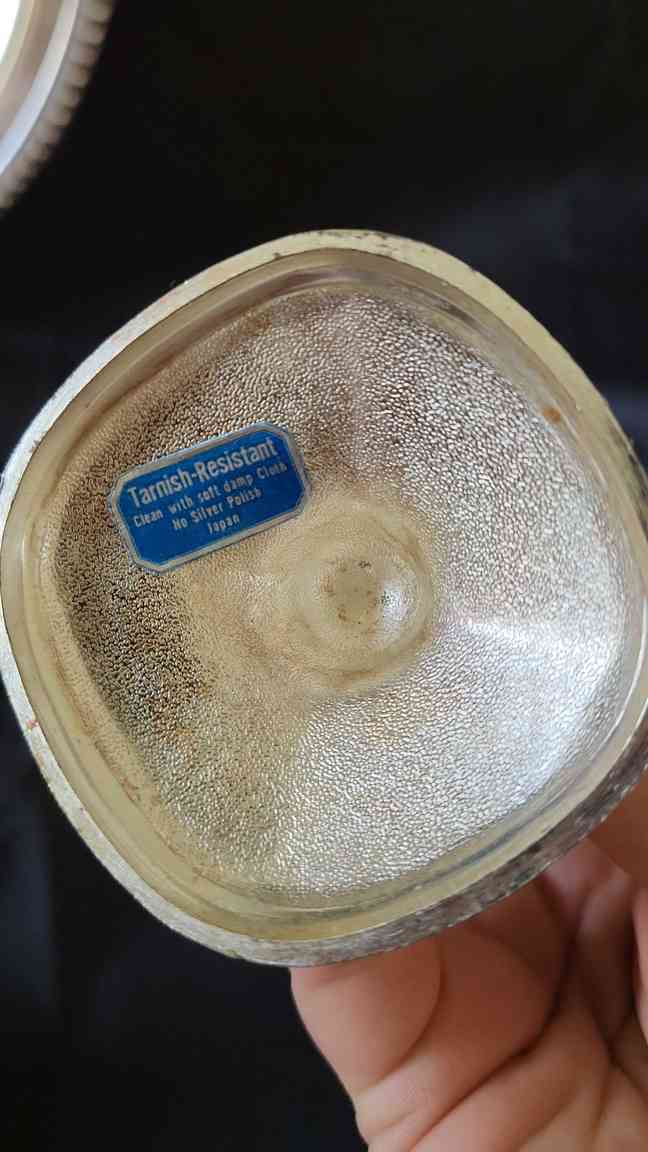 Tarnish-Resistant
Clean with soft damp Cloth
No Silver Polish
Japan